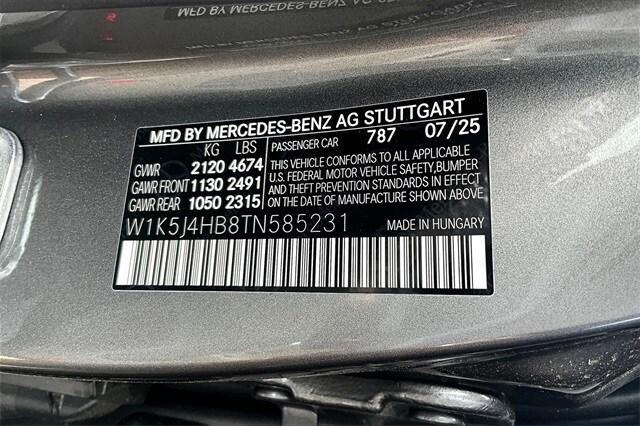 MFD BY MERCEDES-BENZ AG STUTTGART
KG LBS PASSENGER CAR 787 07/25
GVWR 2120 4674
GAWR FRONT 1130 2491
GAWR REAR 1050 2315
THIS VEHICLE CONFORMS TO ALL APPLICABLE
U.S. FEDERAL MOTOR VEHICLE SAFETY, BUMPER
AND THEFT PREVENTION STANDARDS IN EFFECT
ON THE DATE OF MANUFACTURE SHOWN ABOVE
W1K5J4HB8TN585231 MADE IN HUNGARY